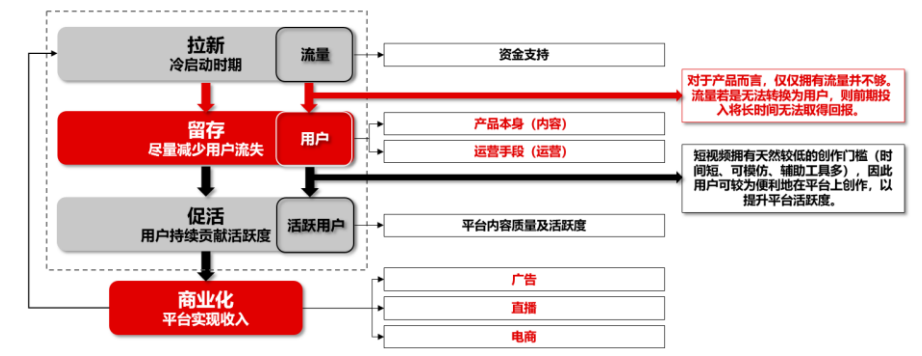 拉新
冷启动时期
流量
资金支持
对于产品而言，仅仅拥有流量并不够。
流量若是无法转换为用户，则前期投
入将长时间无法取得回报。
留存
尽量减少用户流失
用户
产品本身（内容）
运营手段（运营）
短视频拥有天然较低的创作门槛（时
间短、可模仿、辅助工具多），因此
用户可较为便利地在平台上创作，以
提升平台活跃度。
促活
用户持续贡献活跃度
活跃用户
平台内容质量及活跃度
商业化
平台实现收入
广告
直播
电商